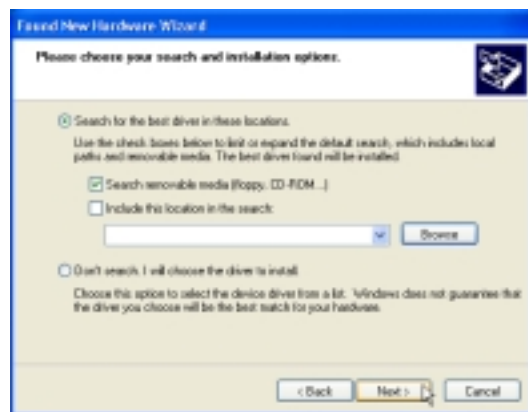 Found New Hardware Wizard
Please choose your search and installation options.
Search for the best driver in these locations.
Use the check boxes below to limit or expand the default search, which includes local
paths and removable media. The best driver found will be installed.
Search removable media (floppy, CD-ROM...)
Include this location in the search:
Browse
Don't search. I will choose the driver to install.
Choose this option to select the device driver from a list. Windows does not guarantee that
the driver you choose will be the best match for your hardware.
< Back Next > Cancel